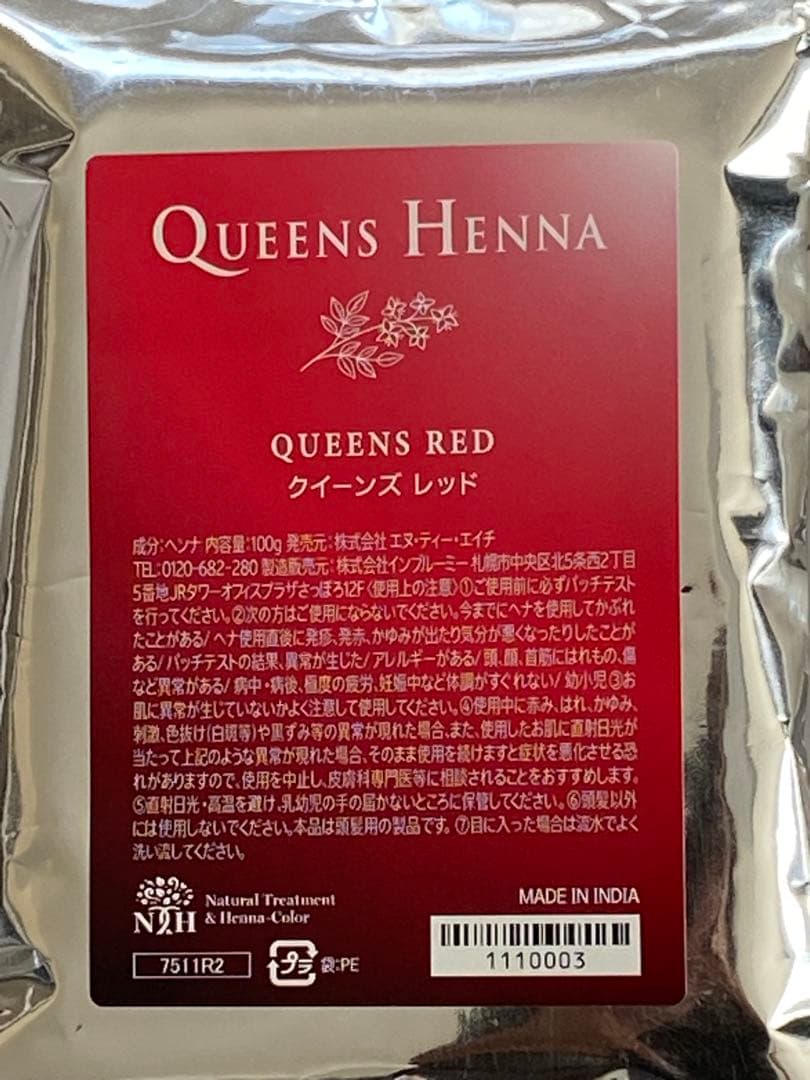 QUEENS HENNA
QUEENS RED
クイーンズ レッド
成分:ヘンナ 内容量:100g 発売元:株式会社 エヌ・ティー・エイチ
TEL:0120-682-280 製造販売元:株式会社インプルーミー 札幌市中央区北5条西2丁目
5番地JRタワーオフィスプラザさっぽろ12F〈使用上の注意〉①ご使用前に必ずパッチテスト
を行ってください。②次の方はご使用にならないでください。今までにヘナを使用してかぶれ
たことがある/ ヘナ使用直後に発疹、発赤、かゆみが出たり気分が悪くなったりしたことが
ある/ パッチテストの結果、異常が生じた/ アレルギーがある/ 頭、顔、首筋にはれもの、傷
など異常がある/ 病中・病後、極度の疲労、妊娠中など体調がすぐれない/ 幼小児 ③お
肌に異常が生じていないかよく注意して使用してください。④使用中に赤み、はれ、かゆみ、
刺激、色抜け(白斑等)や黒ずみ等の異常が現れた場合、また、使用したお肌に直射日光が
当たって上記のような異常が現れた場合、そのまま使用を続けますと症状を悪化させる恐
れがありますので、使用を中止し、皮膚科専門医等に相談されることをおすすめします。
⑤直射日光・高温を避け、乳幼児の手の届かないところに保管してください。⑥頭髪以外
には使用しないでください。本品は頭髪用の製品です。⑦目に入った場合は流水でよく
洗い流してください。
NTH Natural Treatment
& Henna-Color
MADE IN INDIA
7511R2
プラ 袋:PE
1110003